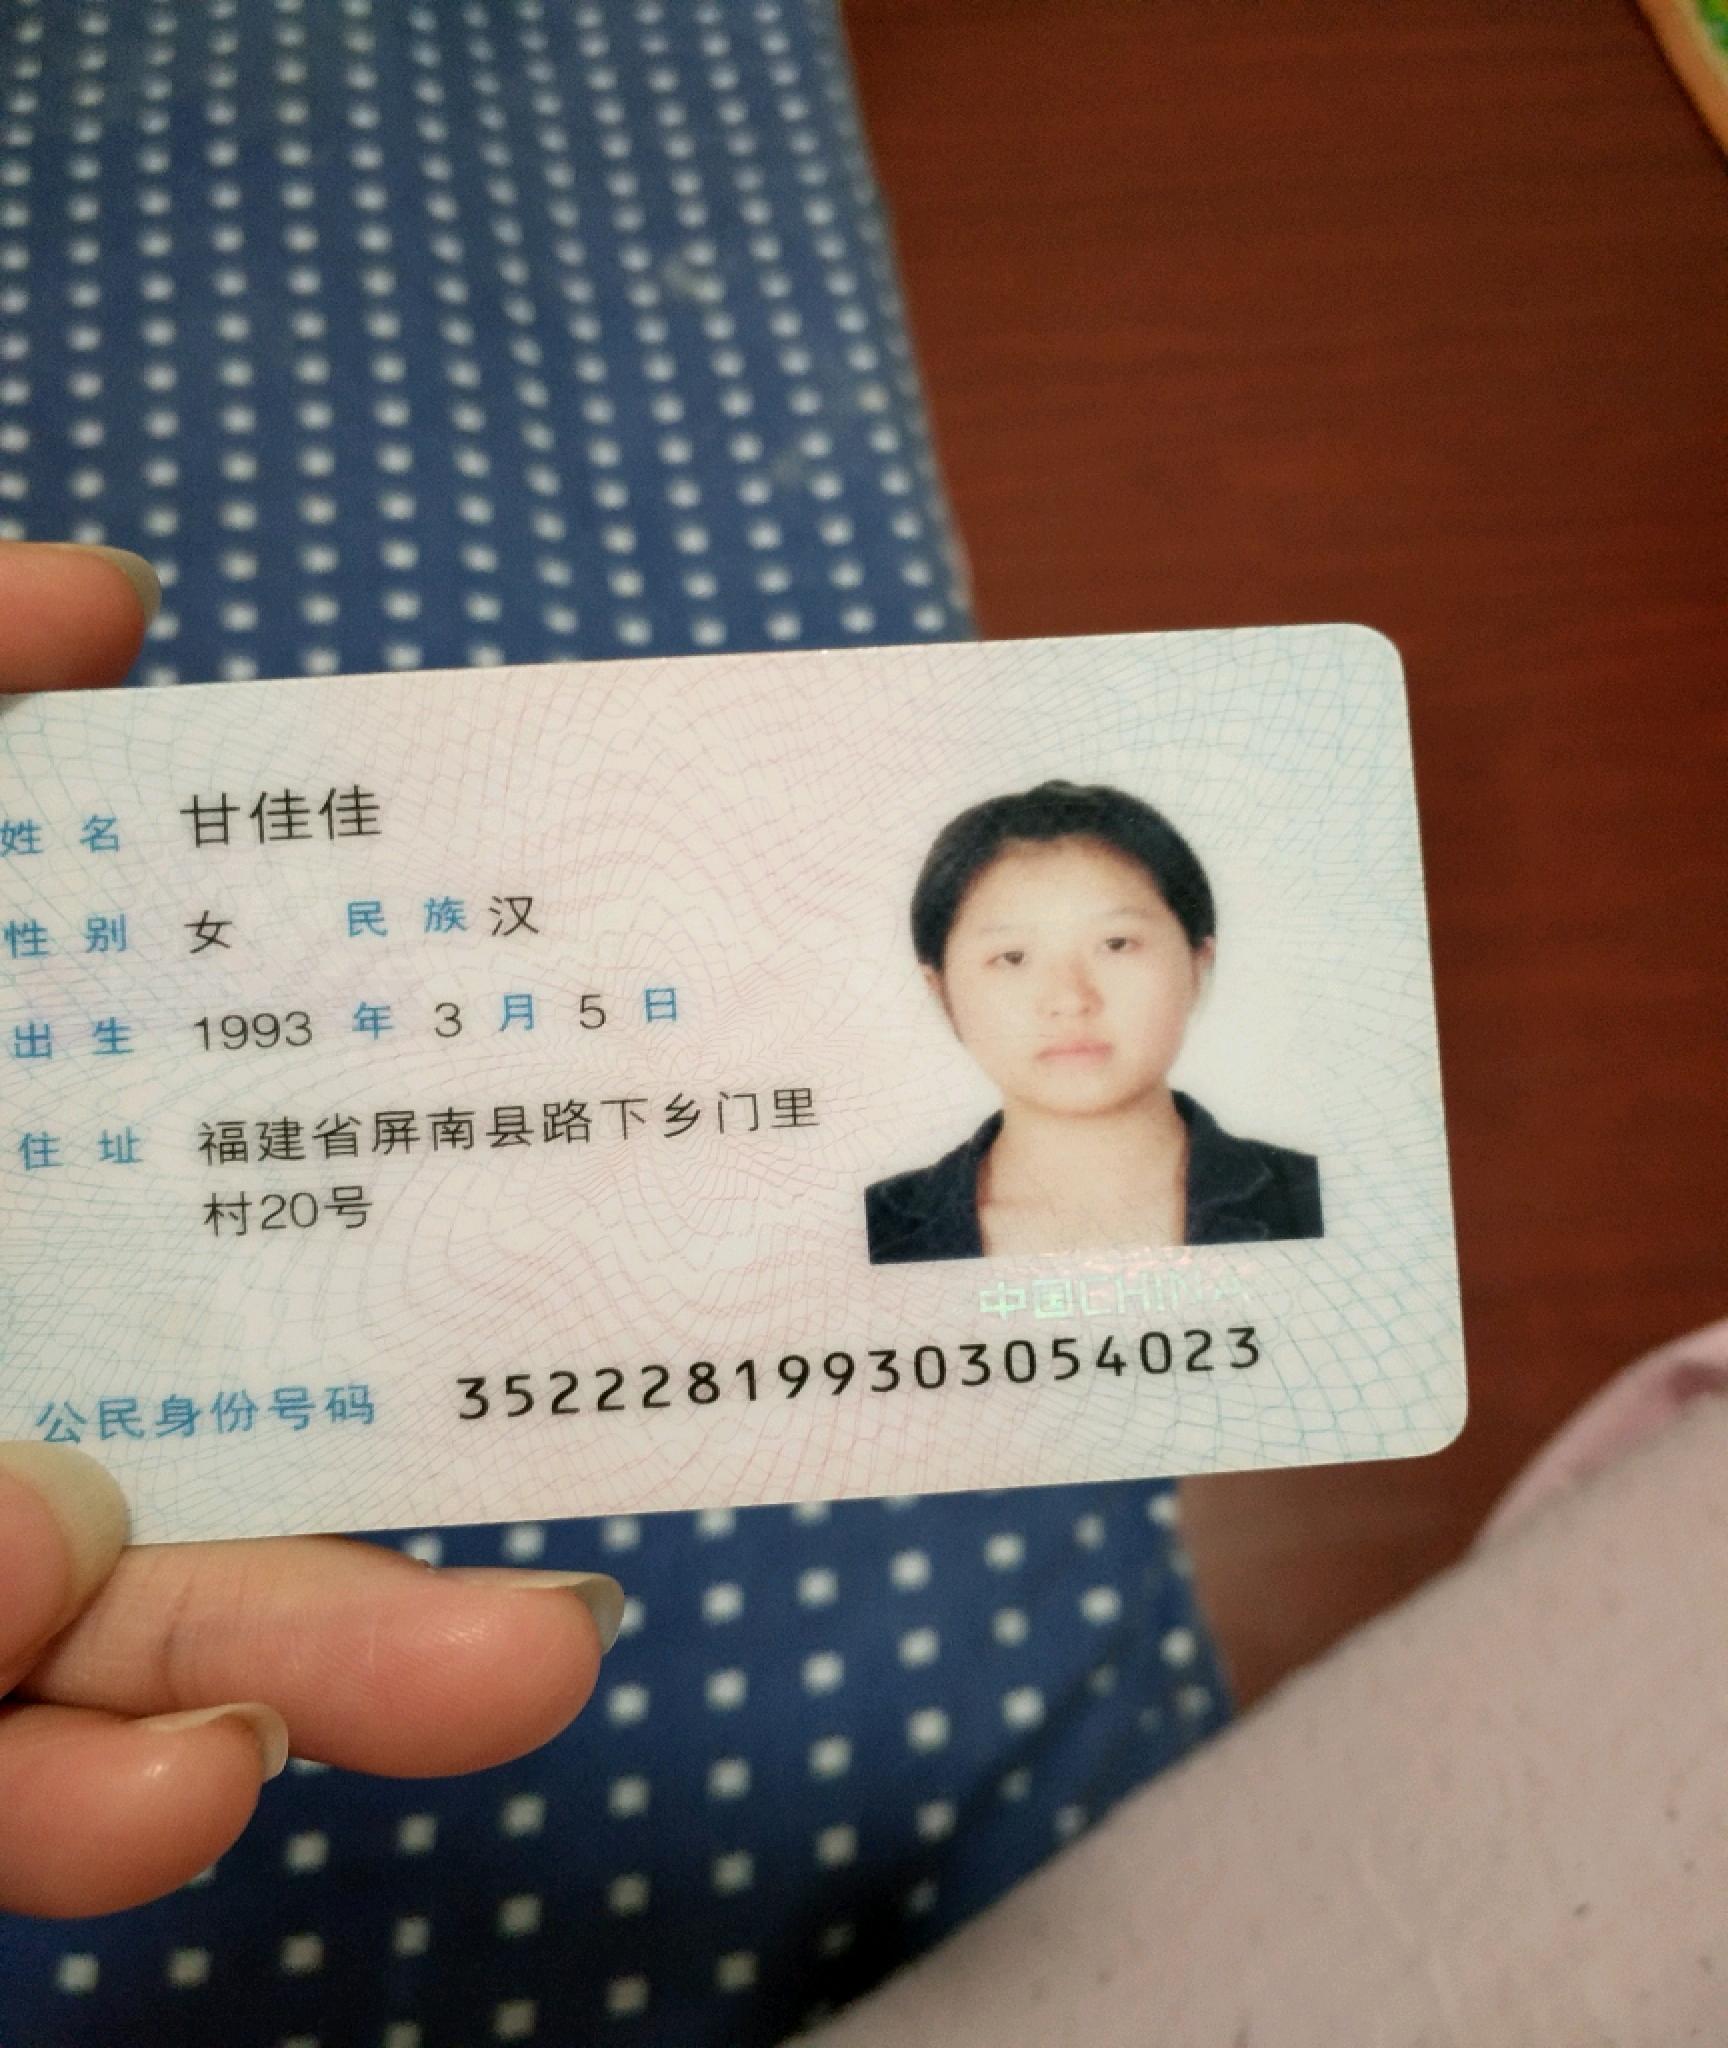 姓名 甘佳佳
性别 女 民族 汉
出生 1993 年 3 月 5 日
住址 福建省屏南县路下乡门里
村20号
中国CHINA
公民身份号码 352228199303054023